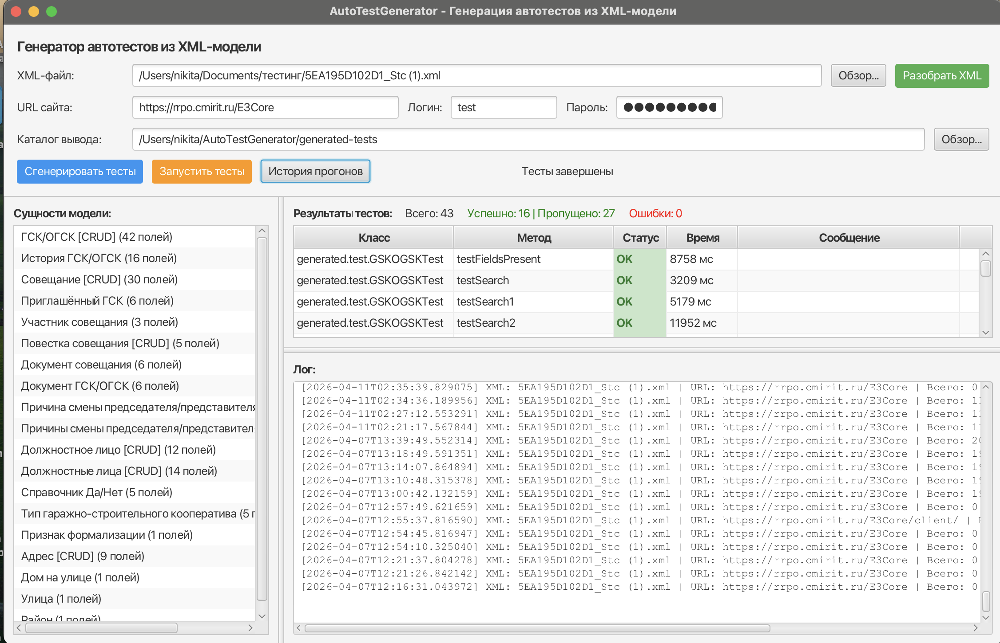 AutoTestGenerator - Генерация автотестов из XML-модели
Генератор автотестов из XML-модели
XML-файл: /Users/nikita/Documents/тестинг/5EA195D102D1_Stc (1).xml Обзор... Разобрать XML
URL сайта: https://rrpo.cmirit.ru/E3Core Логин: test Пароль: ●●●●●●●●●
Каталог вывода: /Users/nikita/AutoTestGenerator/generated-tests Обзор...
Сгенерировать тесты Запустить тесты История прогонов Тесты завершены
Сущности модели:
ГСК/ОГСК [CRUD] (42 полей)
История ГСК/ОГСК (16 полей)
Совещание [CRUD] (30 полей)
Приглашённый ГСК (6 полей)
Участник совещания (3 полей)
Повестка совещания [CRUD] (5 полей)
Документ совещания (6 полей)
Документ ГСК/ОГСК (6 полей)
Причина смены председателя/представителя
Причины смены председателя/представител
Должностное лицо [CRUD] (12 полей)
Должностные лица [CRUD] (14 полей)
Справочник Да/Нет (5 полей)
Тип гаражно-строительного кооператива (5 п
Признак формализации (1 полей)
Адрес [CRUD] (9 полей)
Дом на улице (1 полей)
Улица (1 полей)
Район (1 полей)
Результаты тестов: Всего: 43 Успешно: 16 | Пропущено: 27 Ошибки: 0
Класс Метод Статус Время Сообщение
generated.test.GSKOGSKTest testFieldsPresent OK 8758 мс
generated.test.GSKOGSKTest testSearch OK 3209 мс
generated.test.GSKOGSKTest testSearch1 OK 5179 мс
generated.test.GSKOGSKTest testSearch2 OK 11952 мс
Лог:
[2026-04-11T02:35:39.829075] XML: 5EA195D102D1_Stc (1).xml | URL: https://rrpo.cmirit.ru/E3Core | Всего: 0
[2026-04-11T02:34:36.189956] XML: 5EA195D102D1_Stc (1).xml | URL: https://rrpo.cmirit.ru/E3Core | Всего: 11
[2026-04-11T02:27:12.553291] XML: 5EA195D102D1_Stc (1).xml | URL: https://rrpo.cmirit.ru/E3Core | Всего: 11
[2026-04-11T02:21:17.567844] XML: 5EA195D102D1_Stc (1).xml | URL: https://rrpo.cmirit.ru/E3Core | Всего: 11
[2026-04-07T13:39:49.552314] XML: 5EA195D102D1_Stc (1).xml | URL: https://rrpo.cmirit.ru/E3Core | Всего: 20
[2026-04-07T13:18:49.591351] XML: 5EA195D102D1_Stc (1).xml | URL: https://rrpo.cmirit.ru/E3Core | Всего: 19
[2026-04-07T13:14:07.864894] XML: 5EA195D102D1_Stc (1).xml | URL: https://rrpo.cmirit.ru/E3Core | Всего: 19
[2026-04-07T13:10:48.315378] XML: 5EA195D102D1_Stc (1).xml | URL: https://rrpo.cmirit.ru/E3Core | Всего: 19
[2026-04-07T13:00:42.132159] XML: 5EA195D102D1_Stc (1).xml | URL: https://rrpo.cmirit.ru/E3Core | Всего: 19
[2026-04-07T12:57:49.621659] XML: 5EA195D102D1_Stc (1).xml | URL: https://rrpo.cmirit.ru/E3Core | Всего: 0
[2026-04-07T12:55:37.816590] XML: 5EA195D102D1_Stc (1).xml | URL: https://rrpo.cmirit.ru/E3Core/client/ |
[2026-04-07T12:54:45.816947] XML: 5EA195D102D1_Stc (1).xml | URL: https://rrpo.cmirit.ru/E3Core | Всего: 0
[2026-04-07T12:54:10.325040] XML: 5EA195D102D1_Stc (1).xml | URL: https://rrpo.cmirit.ru/E3Core | Всего: 0
[2026-04-07T12:21:37.804278] XML: 5EA195D102D1_Stc (1).xml | URL: https://rrpo.cmirit.ru/E3Core | Всего: 0
[2026-04-07T12:21:26.842142] XML: 5EA195D102D1_Stc (1).xml | URL: https://rrpo.cmirit.ru/E3Core | Всего: 0
[2026-04-07T12:16:31.043972] XML: 5EA195D102D1_Stc (1).xml | URL: https://rrpo.cmirit.ru/E3Core | Всего: 0